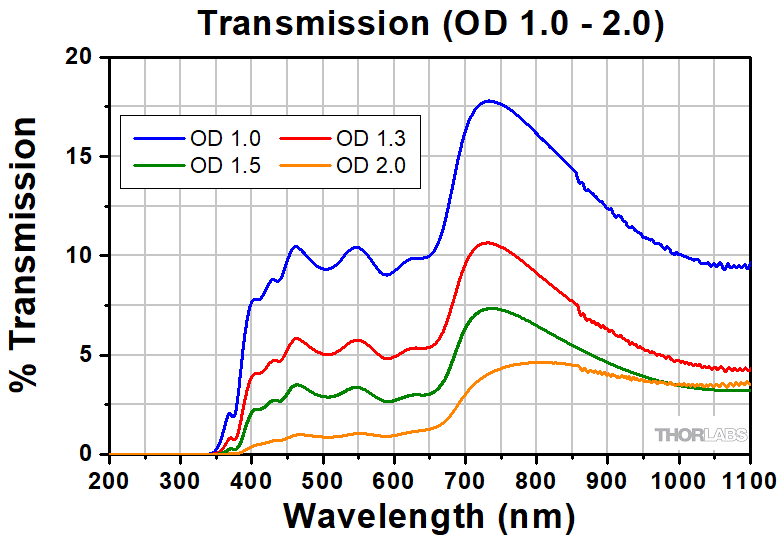 Transmission (OD 1.0 - 2.0)
% Transmission
20
15
10
5
0
OD 1.0 OD 1.3
OD 1.5 OD 2.0
THORLABS
200 300 400 500 600 700 800 900 1000 1100
Wavelength (nm)